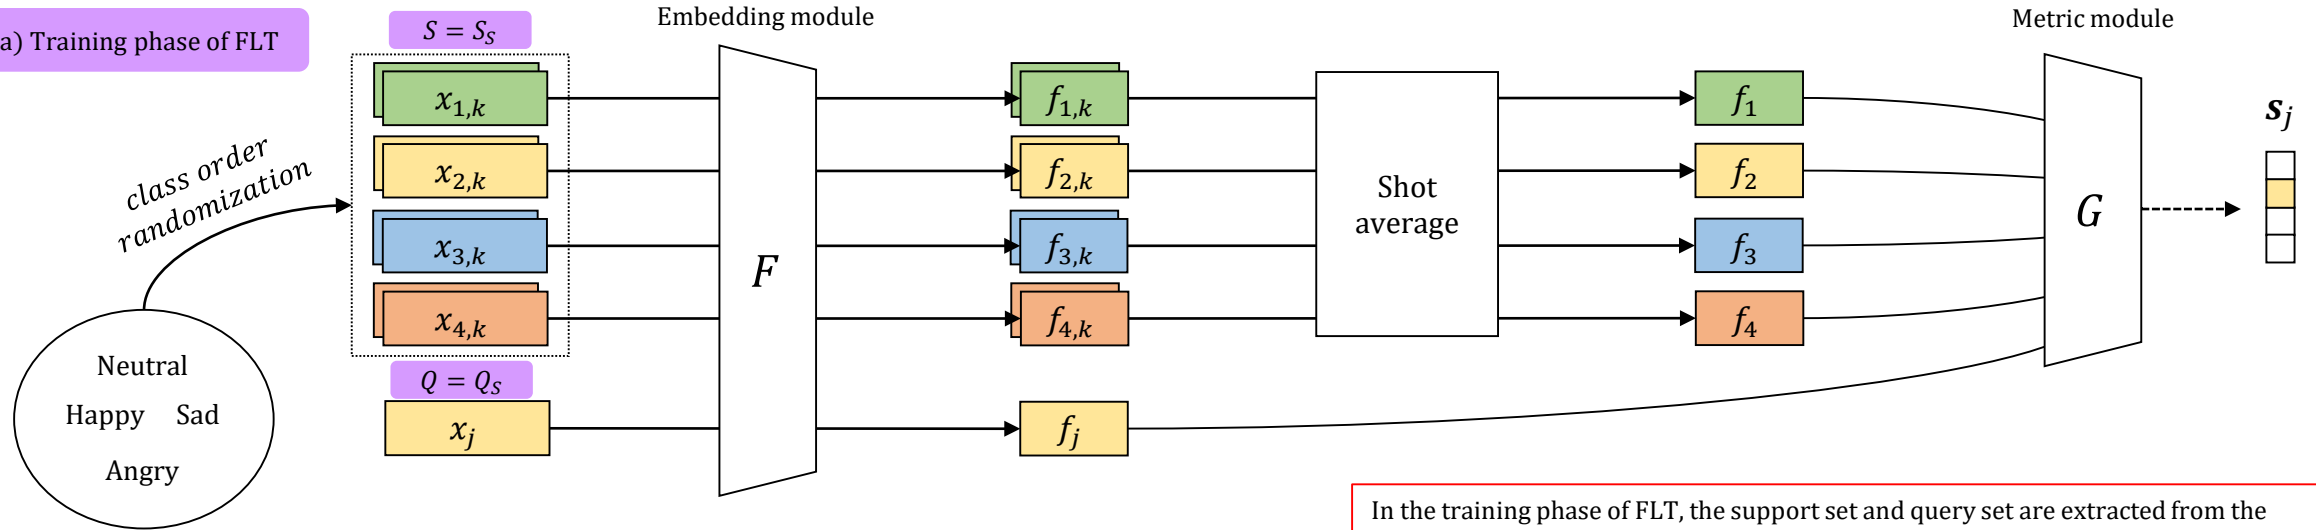 a) Training phase of FLT
S = S_S
Embedding module
Metric module
class order
randomization
x_{1,k}
x_{2,k}
x_{3,k}
x_{4,k}
F
f_{1,k}
f_{2,k}
f_{3,k}
f_{4,k}
Shot
average
f_1
f_2
f_3
f_4
G
s_j
Neutral
Happy Sad
Angry
Q = Q_S
x_j
f_j
In the training phase of FLT, the support set and query set are extracted from the